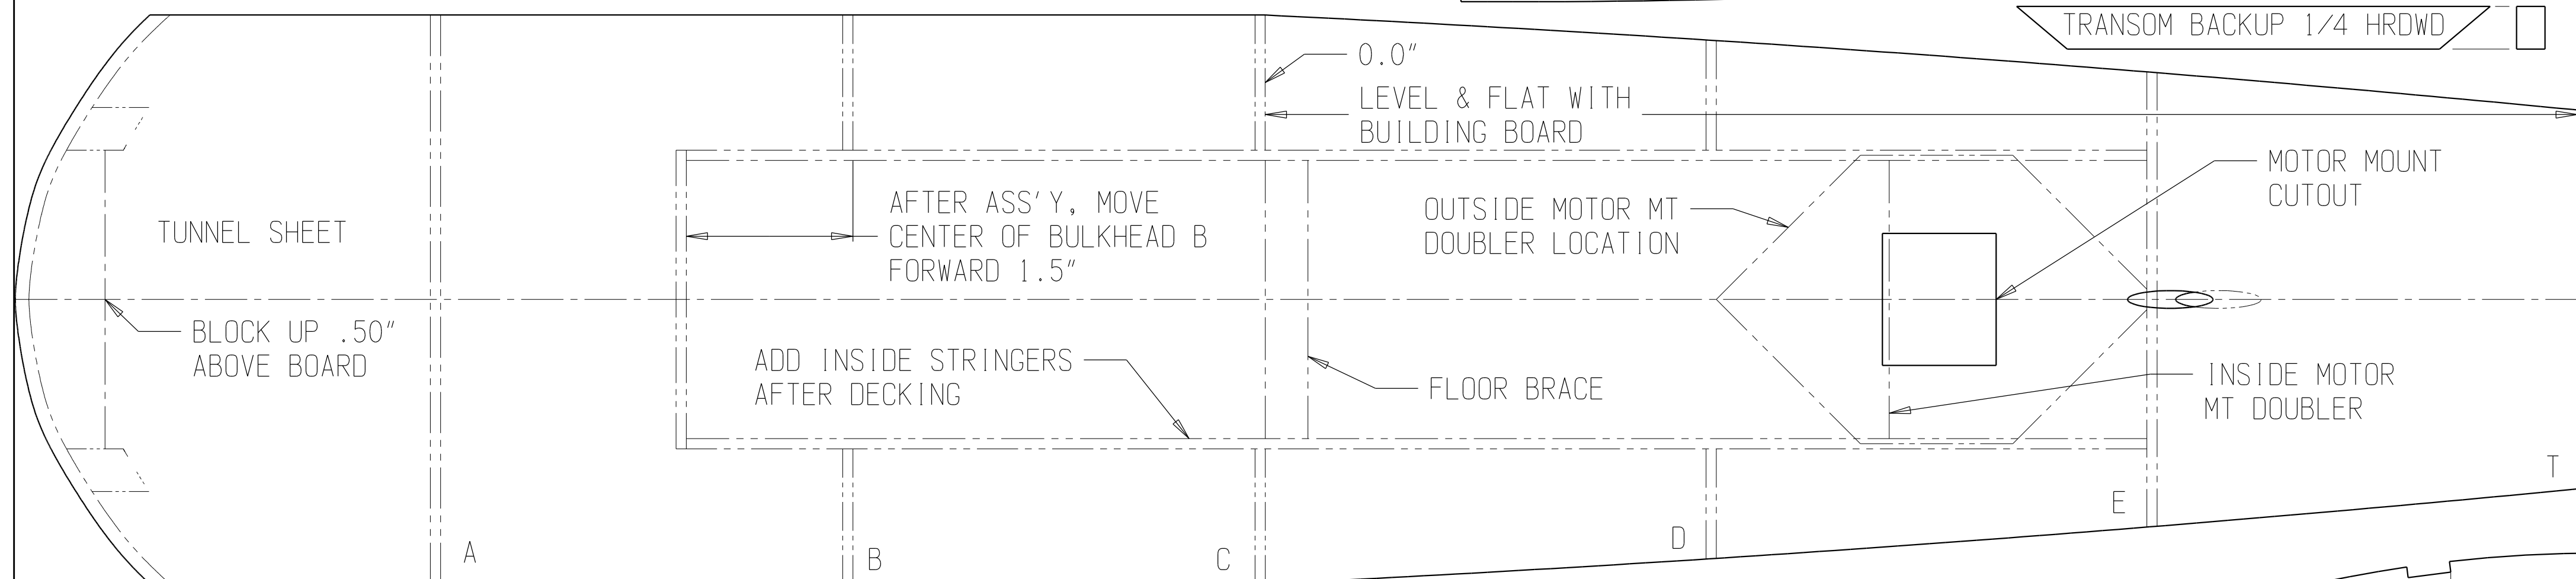 TRANSOM BACKUP 1/4 HRDWD
0.0"
LEVEL & FLAT WITH
BUILDING BOARD
MOTOR MOUNT
CUTOUT
AFTER ASS'Y, MOVE
CENTER OF BULKHEAD B
FORWARD 1.5"
OUTSIDE MOTOR MT
DOUBLER LOCATION
TUNNEL SHEET
BLOCK UP .50"
ABOVE BOARD
ADD INSIDE STRINGERS
AFTER DECKING
FLOOR BRACE
INSIDE MOTOR
MT DOUBLER
A
B
C
D
E
T